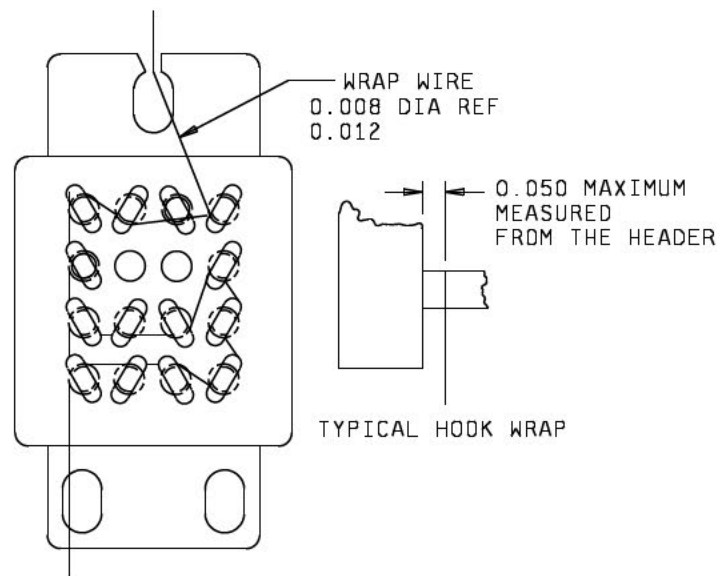 WRAP WIRE
0.008 DIA REF
0.012
0.050 MAXIMUM
MEASURED
FROM THE HEADER
TYPICAL HOOK WRAP